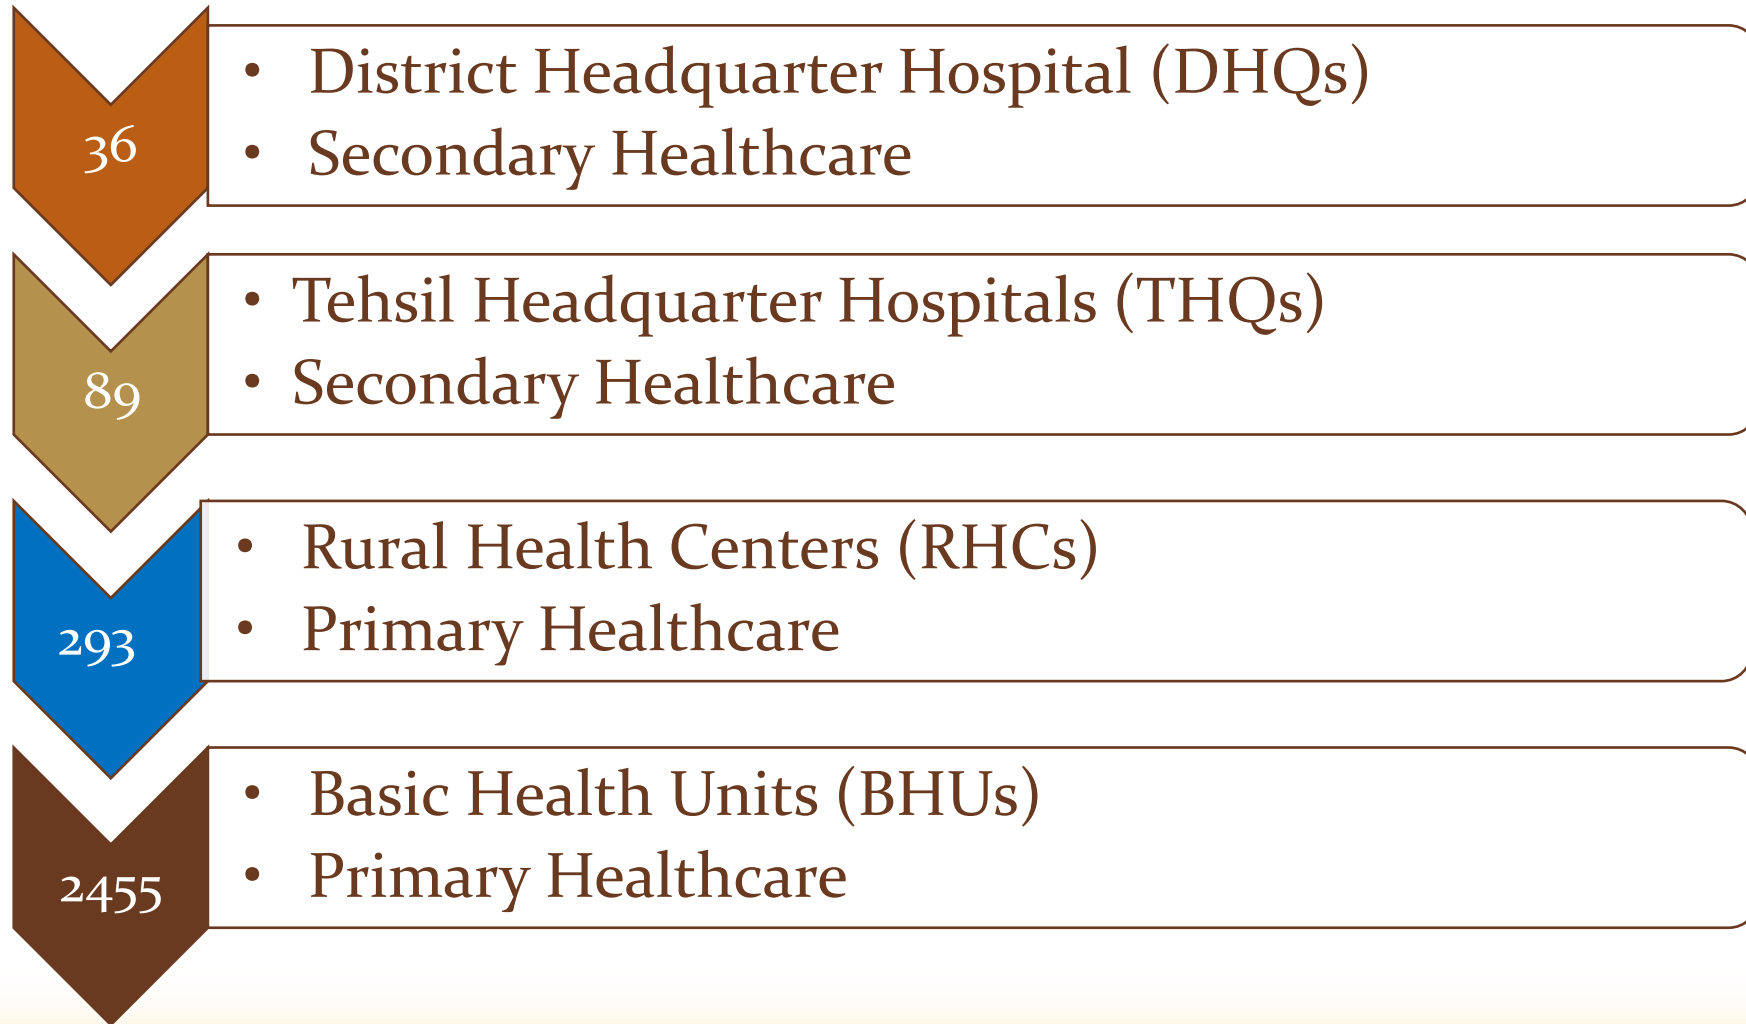 36
• District Headquarter Hospital (DHQs)
• Secondary Healthcare
89
• Tehsil Headquarter Hospitals (THQs)
• Secondary Healthcare
293
• Rural Health Centers (RHCs)
• Primary Healthcare
2455
• Basic Health Units (BHUs)
• Primary Healthcare